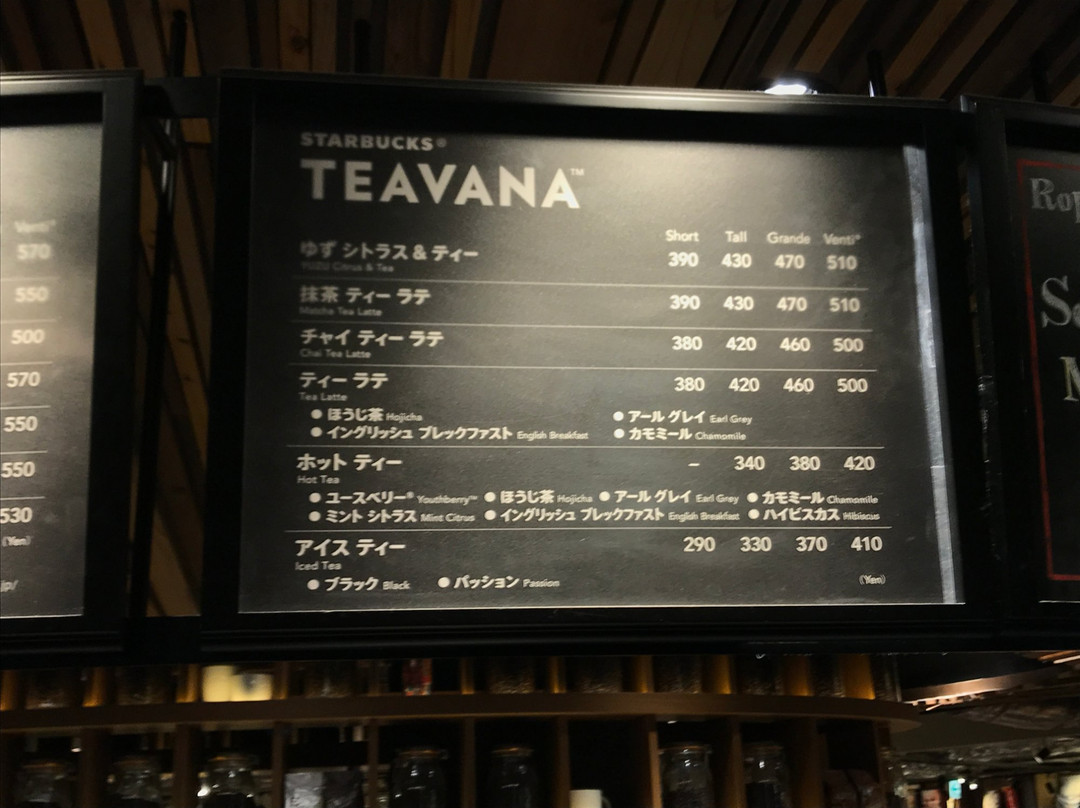 Venti®
570
550
500
570
550
550
530
(Yen)
.jp/
STARBUCKS®
TEAVANA™
Short Tall Grande Venti®
ゆず シトラス & ティー 390 430 470 510
YUZU Citrus & Tea
抹茶 ティー ラテ 390 430 470 510
Matcha Tea Latte
チャイ ティー ラテ 380 420 460 500
Chai Tea Latte
ティー ラテ 380 420 460 500
Tea Latte
● ほうじ茶 Hojicha ● アール グレイ Earl Grey
● イングリッシュ ブレックファスト English Breakfast ● カモミール Chamomile
ホット ティー – 340 380 420
Hot Tea
● ユースベリー® Youthberry™ ● ほうじ茶 Hojicha ● アール グレイ Earl Grey ● カモミール Chamomile
● ミント シトラス Mint Citrus ● イングリッシュ ブレックファスト English Breakfast ● ハイビスカス Hibiscus
アイス ティー 290 330 370 410
Iced Tea
● ブラック Black ● パッション Passion
(Yen)